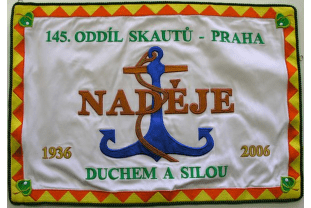 145. ODDÍL SKAUTŮ - PRAHA
NADĚJE
1936 2006
DUCHEM A SILOU